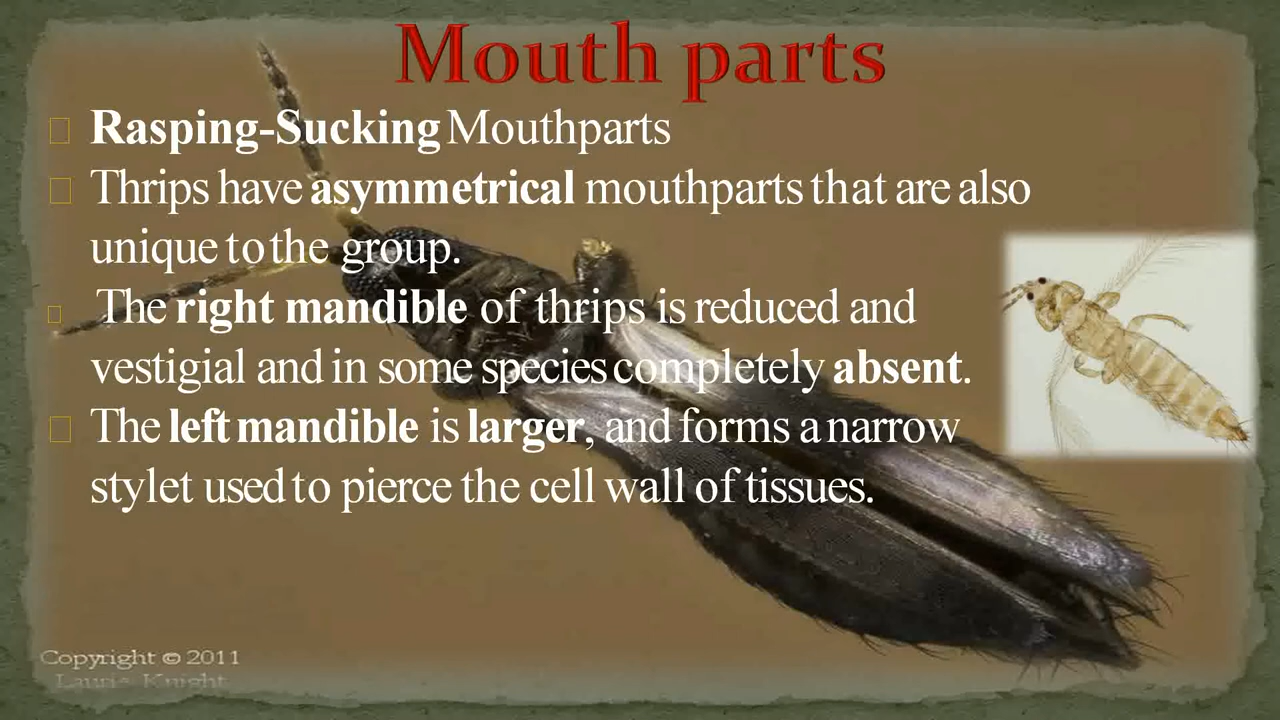 Mouth parts
Rasping-Sucking Mouthparts
Thrips have asymmetrical mouthparts that are also
unique to the group.
The right mandible of thrips is reduced and
vestigial and in some species completely absent.
The left mandible is larger, and forms a narrow
stylet used to pierce the cell wall of tissues.
Copyright © 2011
Laurie Knight